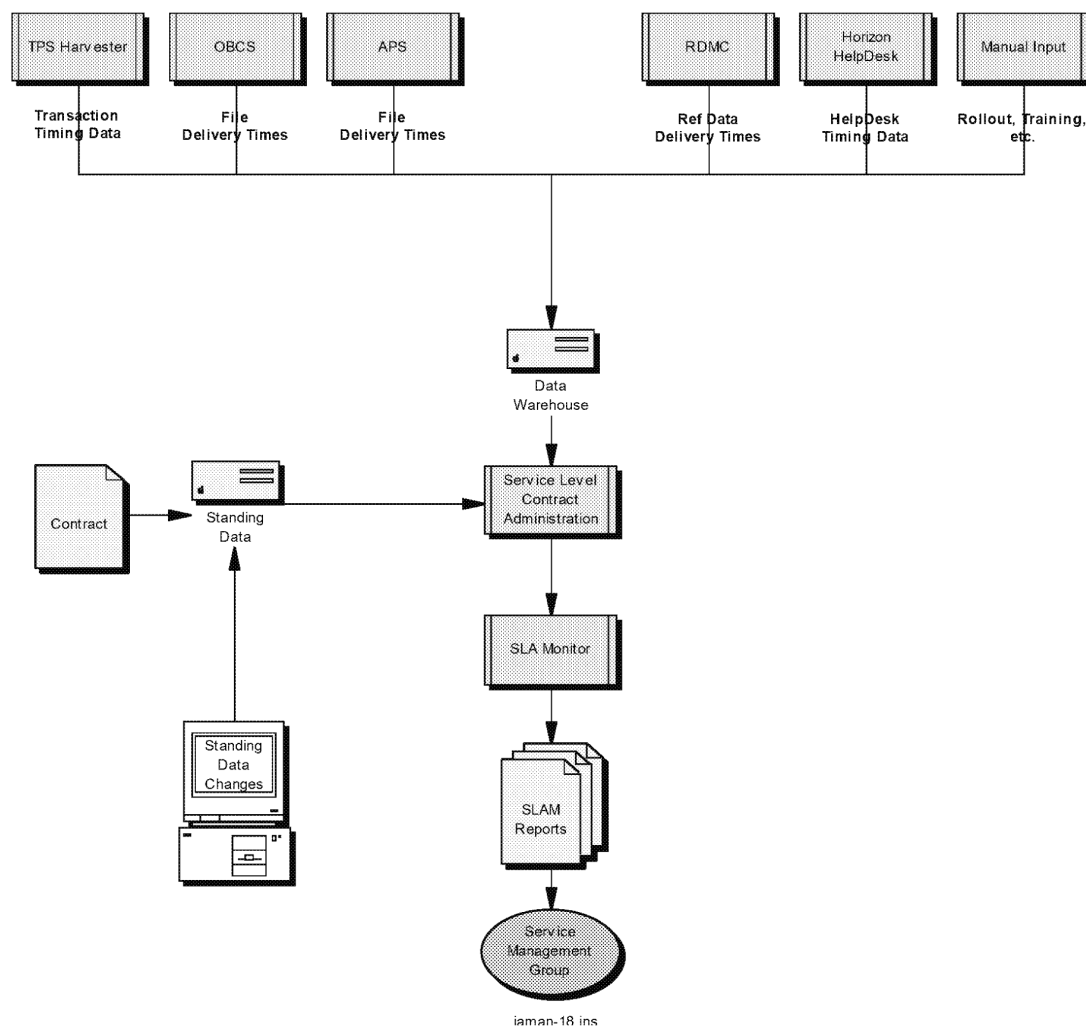 TPS Harvester
OBCS
APS
RDMC
Horizon
HelpDesk
Manual Input
Transaction
Timing Data
File
Delivery Times
File
Delivery Times
Ref Data
Delivery Times
HelpDesk
Timing Data
Rollout, Training,
etc.
Data
Warehouse
Contract
Standing
Data
Service Level
Contract
Administration
SLA Monitor
Standing
Data
Changes
SLAM
Reports
Service
Management
Group
iaman-18.ins